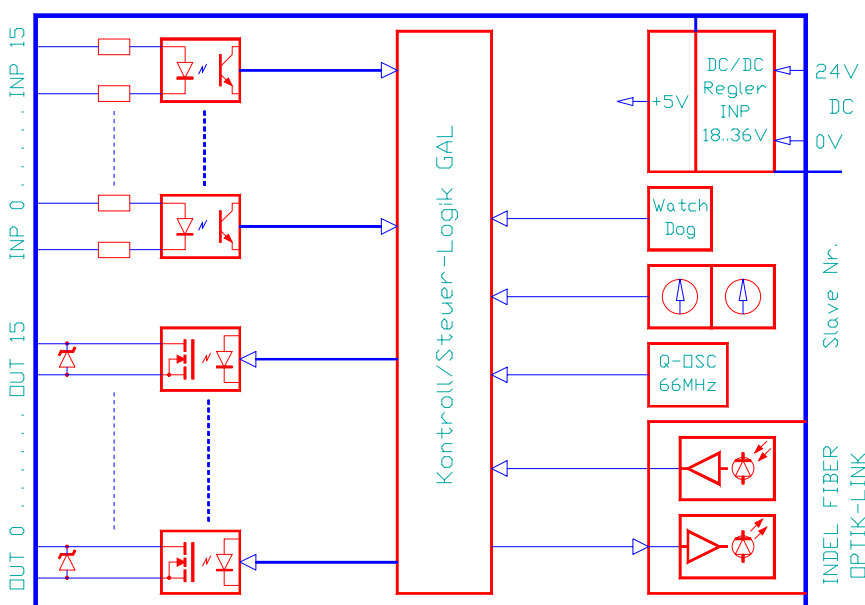 INP 15
INP 0
OUT 15
OUT 0
Kontroll/Steuer-Logik GAL
+5V
DC/DC
Regler
INP
18..36V
24V
DC
0V
Watch
Dog
Slave Nr.
Q-OSC
66MHz
INDEL FIBER
OPTIK-LINK